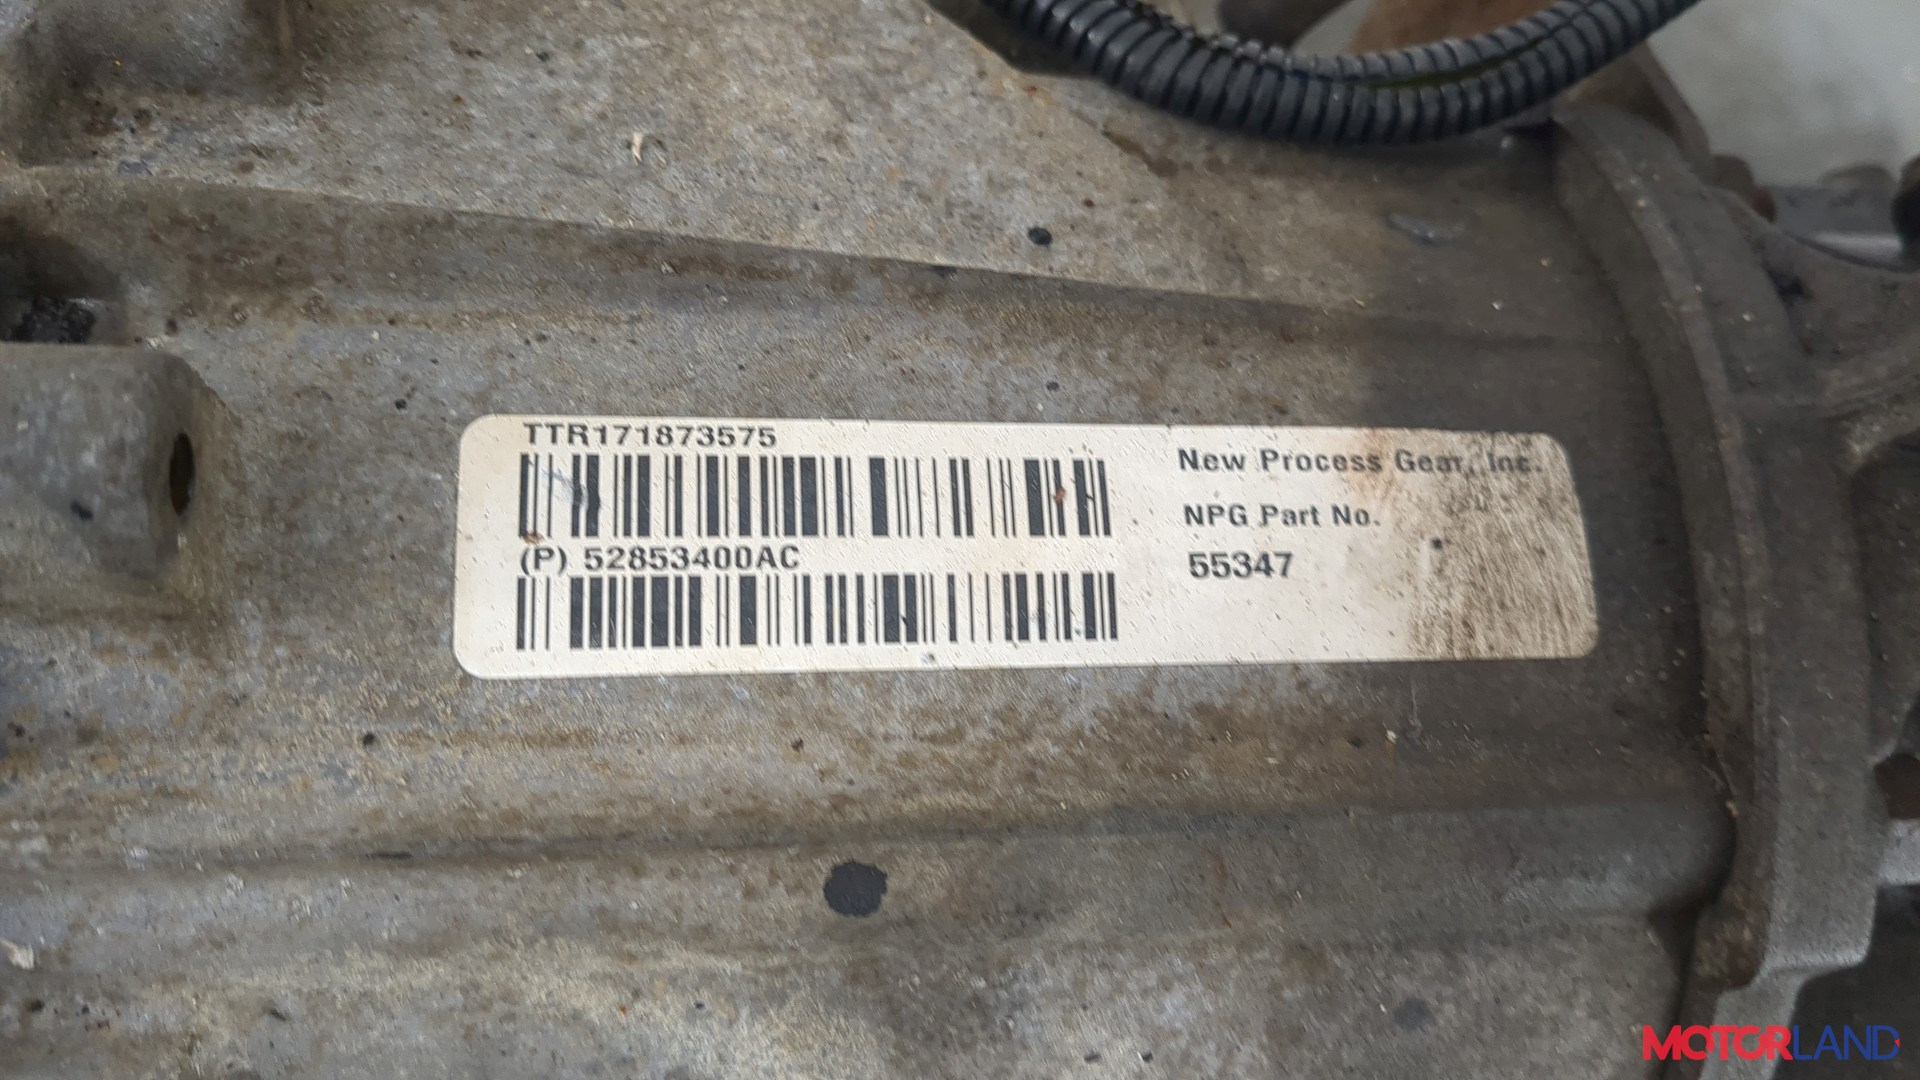 TTR171873575
(P) 52853400AC
New Process Gear, Inc.
NPG Part No.
55347
MOTORLAND